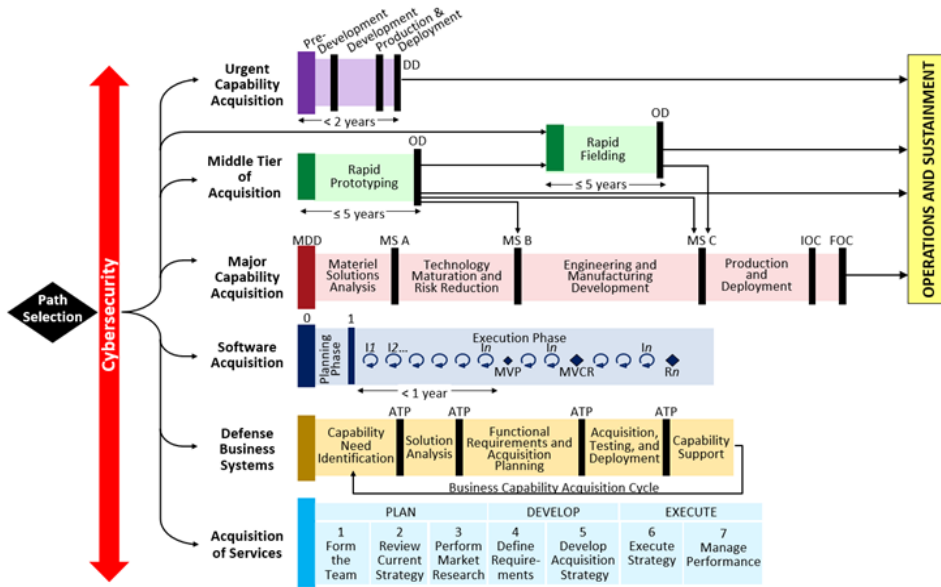 Pre-
Development
Development
Production &
Deployment
Urgent
Capability
Acquisition
DD
< 2 years
OD
Rapid
Fielding
≤ 5 years
Middle Tier
of
Acquisition
OD
Rapid
Prototyping
≤ 5 years
OPERATIONS AND SUSTAINMENT
Path
Selection
Cybersecurity
MDD
MS A
MS B
MS C
IOC
FOC
Major
Capability
Acquisition
Materiel
Solutions
Analysis
Technology
Maturation and
Risk Reduction
Engineering and
Manufacturing
Development
Production
and
Deployment
0
1
Software
Acquisition
Planning
Phase
Execution Phase
I1
I2...
In
In
In
MVP
MVCR
Rn
< 1 year
ATP
ATP
ATP
ATP
Defense
Business
Systems
Capability
Need
Identification
Solution
Analysis
Functional
Requirements and
Acquisition
Planning
Acquisition,
Testing, and
Deployment
Capability
Support
Business Capability Acquisition Cycle
Acquisition
of Services
PLAN
DEVELOP
EXECUTE
1
Form
the
Team
2
Review
Current
Strategy
3
Perform
Market
Research
4
Define
Require-
ments
5
Develop
Acquisition
Strategy
6
Execute
Strategy
7
Manage
Performance